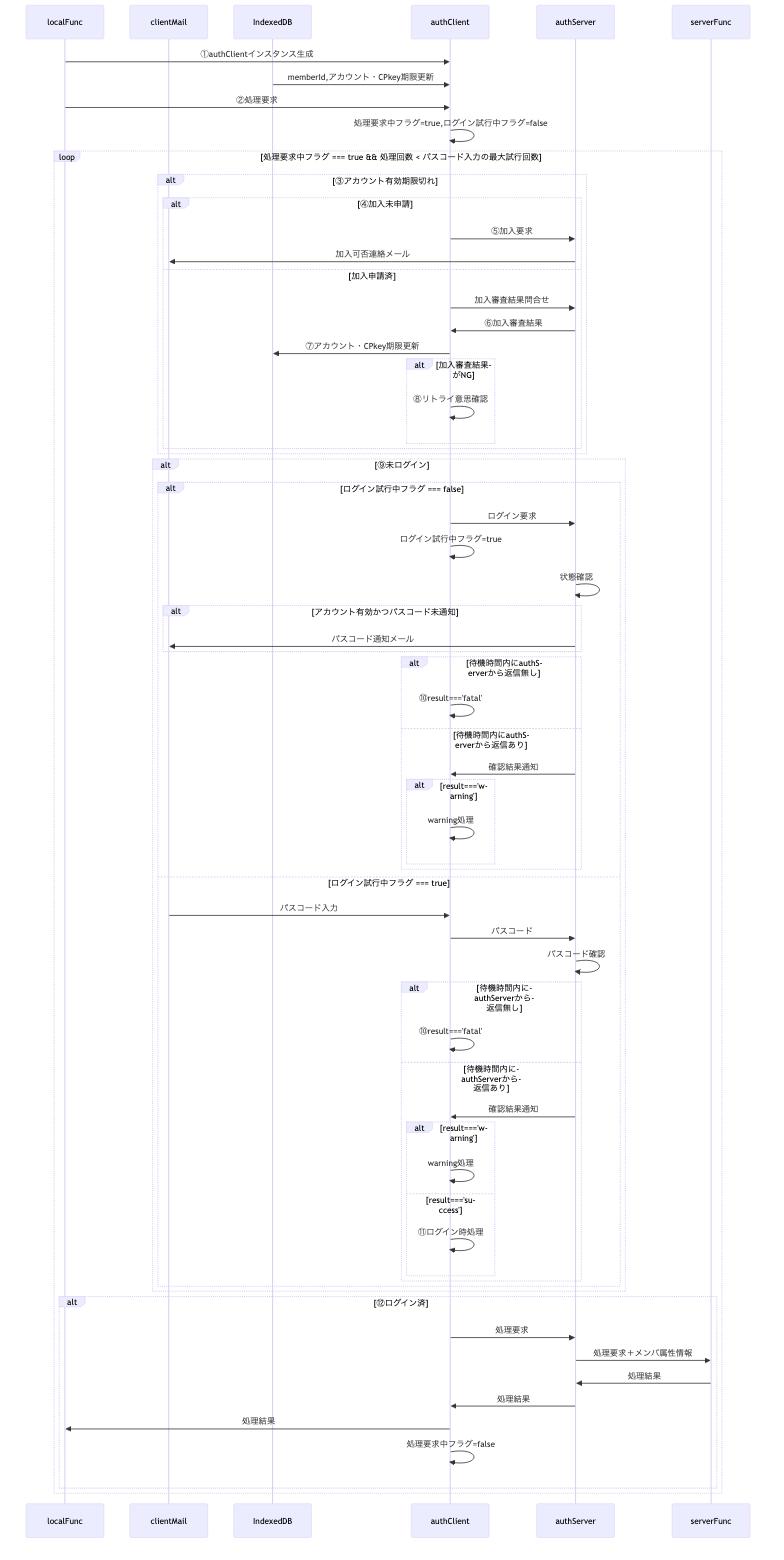 localFunc
clientMail
IndexedDB
authClient
authServer
serverFunc
①authClientインスタンス生成
memberId,アカウント・CPkey期限更新
②処理要求
処理要求中フラグ=true,ログイン試行中フラグ=false
loop
[処理要求中フラグ === true && 処理回数 < パスコード入力の最大試行回数]
alt
[③アカウント有効期限切れ]
alt
[④加入未申請]
⑤加入要求
加入可否連絡メール
[加入申請済]
加入審査結果問合せ
⑥加入審査結果
⑦アカウント・CPkey期限更新
alt
[加入審査結果-
がNG]
⑧リトライ意思確認
alt
[⑨未ログイン]
alt
[ログイン試行中フラグ === false]
ログイン要求
ログイン試行中フラグ=true
状態確認
alt
[アカウント有効かつパスコード未通知]
パスコード通知メール
alt
[待機時間内にauthS-
erverから返信無し]
⑩result==='fatal'
[待機時間内にauthS-
erverから返信あり]
確認結果通知
alt
[result==='w-
arning']
warning処理
[ログイン試行中フラグ === true]
パスコード入力
パスコード
パスコード確認
alt
[待機時間内に-
authServerから-
返信無し]
⑩result==='fatal'
[待機時間内に-
authServerから-
返信あり]
確認結果通知
alt
[result==='w-
arning']
warning処理
[result==='su-
ccess']
⑪ログイン時処理
alt
[⑫ログイン済]
処理要求
処理要求＋メンバ属性情報
処理結果
処理結果
処理結果
処理要求中フラグ=false
localFunc
clientMail
IndexedDB
authClient
authServer
serverFunc